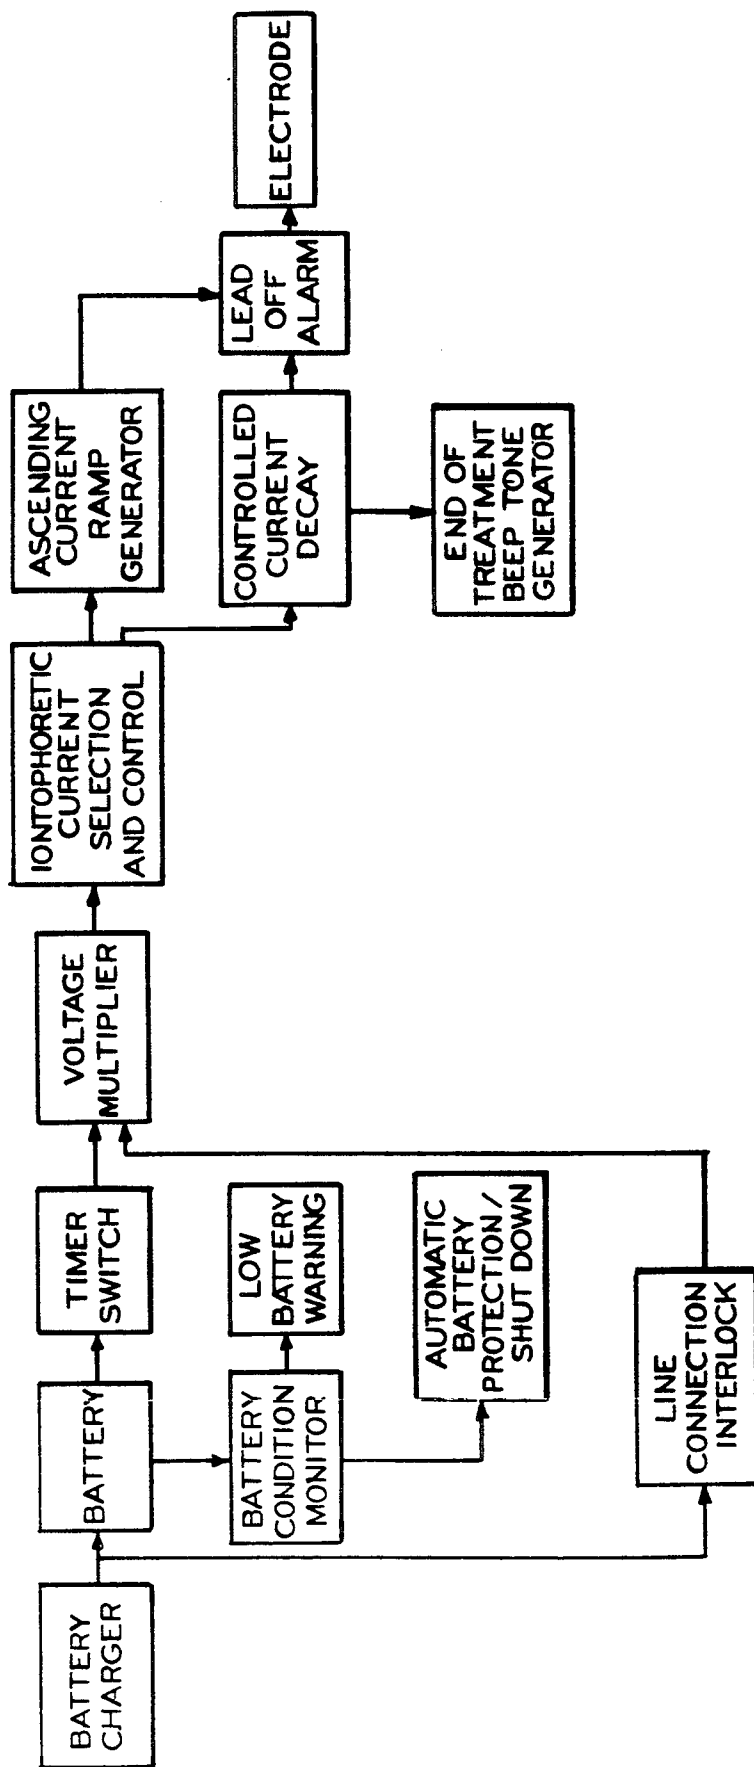 BATTERY
CHARGER
BATTERY
TIMER
SWITCH
VOLTAGE
MULTIPLIER
IONTOPHORETIC
CURRENT
SELECTION
AND CONTROL
ASCENDING
CURRENT
RAMP
GENERATOR
LEAD
OFF
ALARM
ELECTRODE
BATTERY
CONDITION
MONITOR
LOW
BATTERY
WARNING
CONTROLLED
CURRENT
DECAY
AUTOMATIC
BATTERY
PROTECTION/
SHUT DOWN
END OF
TREATMENT
BEEP TONE
GENERATOR
LINE
CONNECTION
INTERLOCK